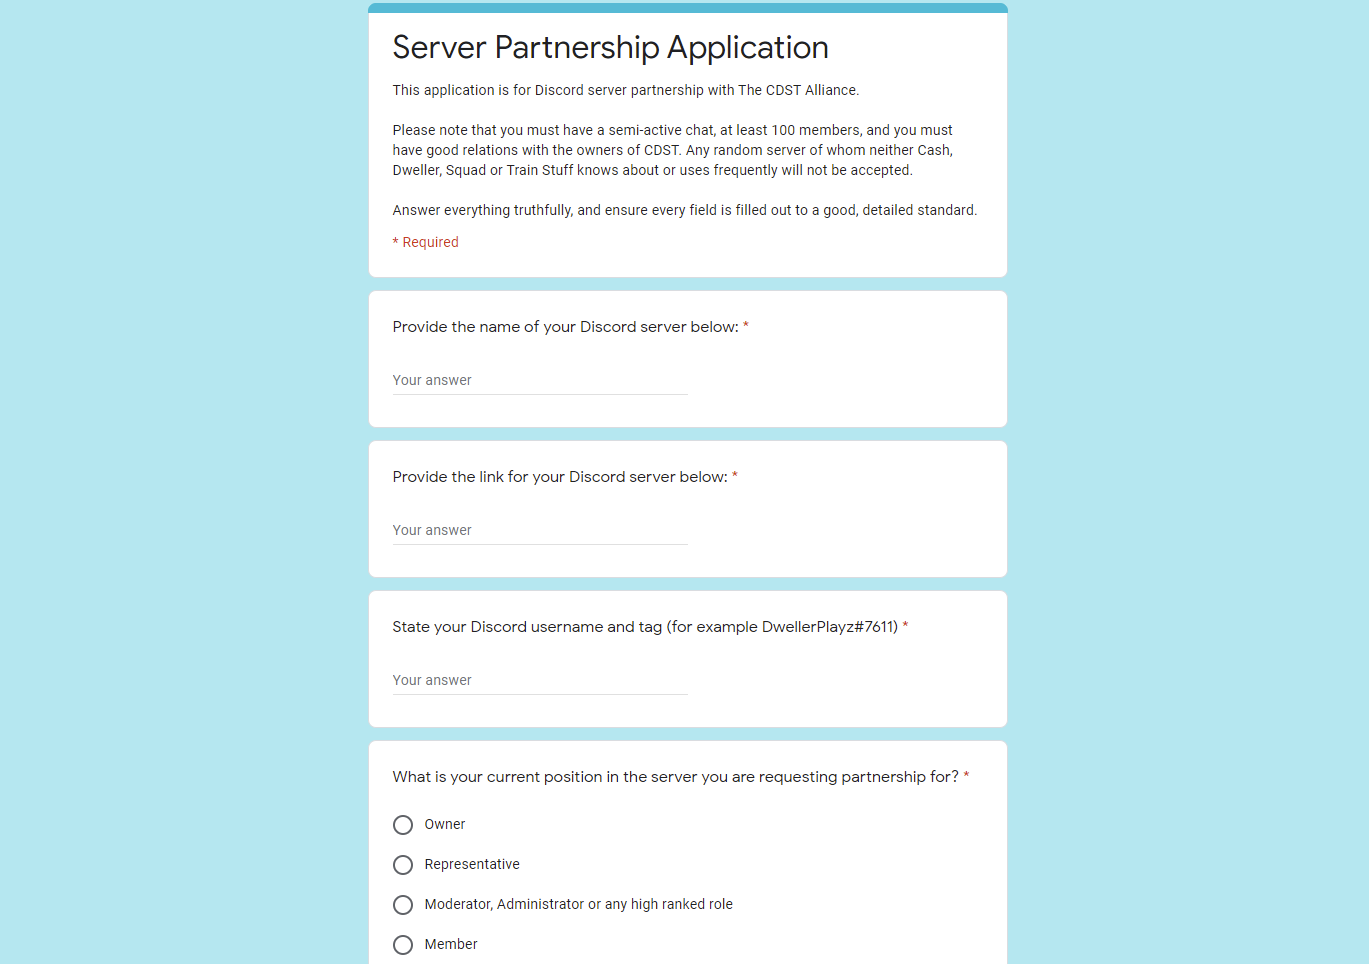 Server Partnership Application
This application is for Discord server partnership with The CDST Alliance.
Please note that you must have a semi-active chat, at least 100 members, and you must
have good relations with the owners of CDST. Any random server of whom neither Cash,
Dweller, Squad or Train Stuff knows about or uses frequently will not be accepted.
Answer everything truthfully, and ensure every field is filled out to a good, detailed standard.
* Required
Provide the name of your Discord server below: *
Your answer
Provide the link for your Discord server below: *
Your answer
State your Discord username and tag (for example DwellerPlayz#7611) *
Your answer
What is your current position in the server you are requesting partnership for? *
Owner
Representative
Moderator, Administrator or any high ranked role
Member